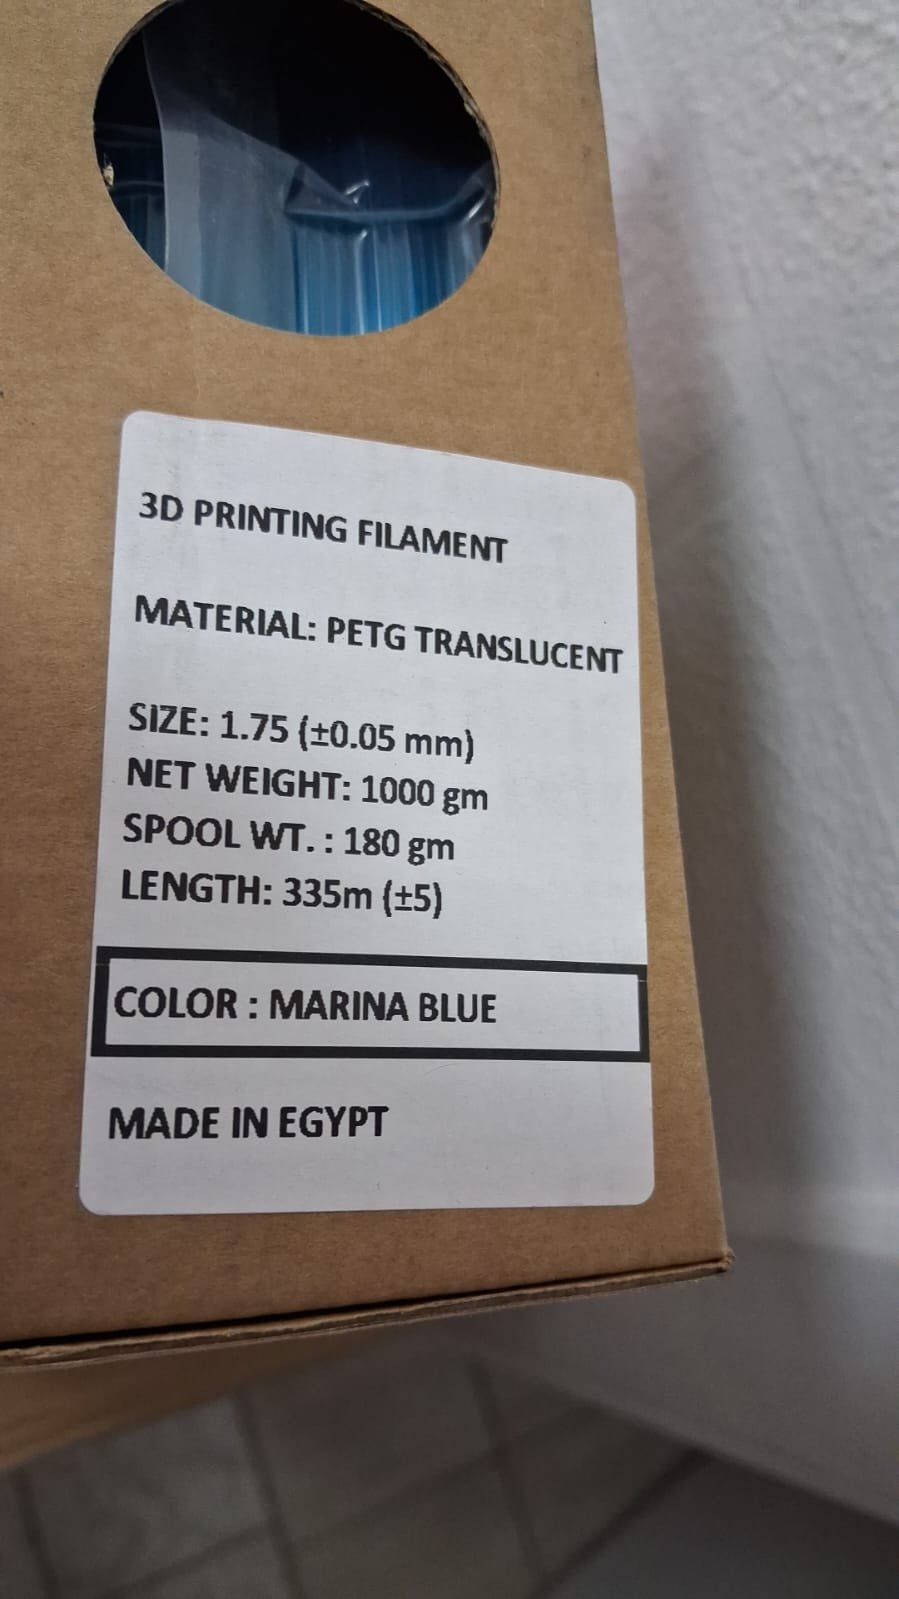 3D PRINTING FILAMENT
MATERIAL: PETG TRANSLUCENT
SIZE: 1.75 (±0.05 mm)
NET WEIGHT: 1000 gm
SPOOL WT. : 180 gm
LENGTH: 335m (±5)
COLOR : MARINA BLUE
MADE IN EGYPT